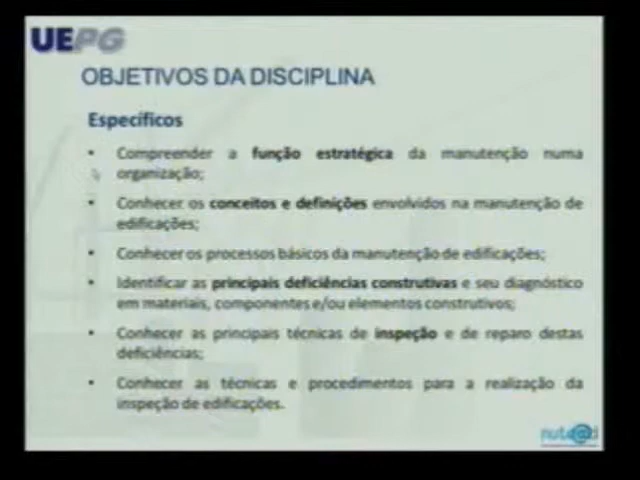 UEPG
OBJETIVOS DA DISCIPLINA
Específicos
• Compreender a função estratégica da manutenção numa
organização;
• Conhecer os conceitos e definições envolvidos na manutenção de
edificações;
• Conhecer os processos básicos da manutenção de edificações;
• Identificar as principais deficiências construtivas e seu diagnóstico
em materiais, componentes e/ou elementos construtivos;
• Conhecer as principais técnicas de inspeção e de reparo destas
deficiências;
• Conhecer as técnicas e procedimentos para a realização da
inspeção de edificações.
nute@d